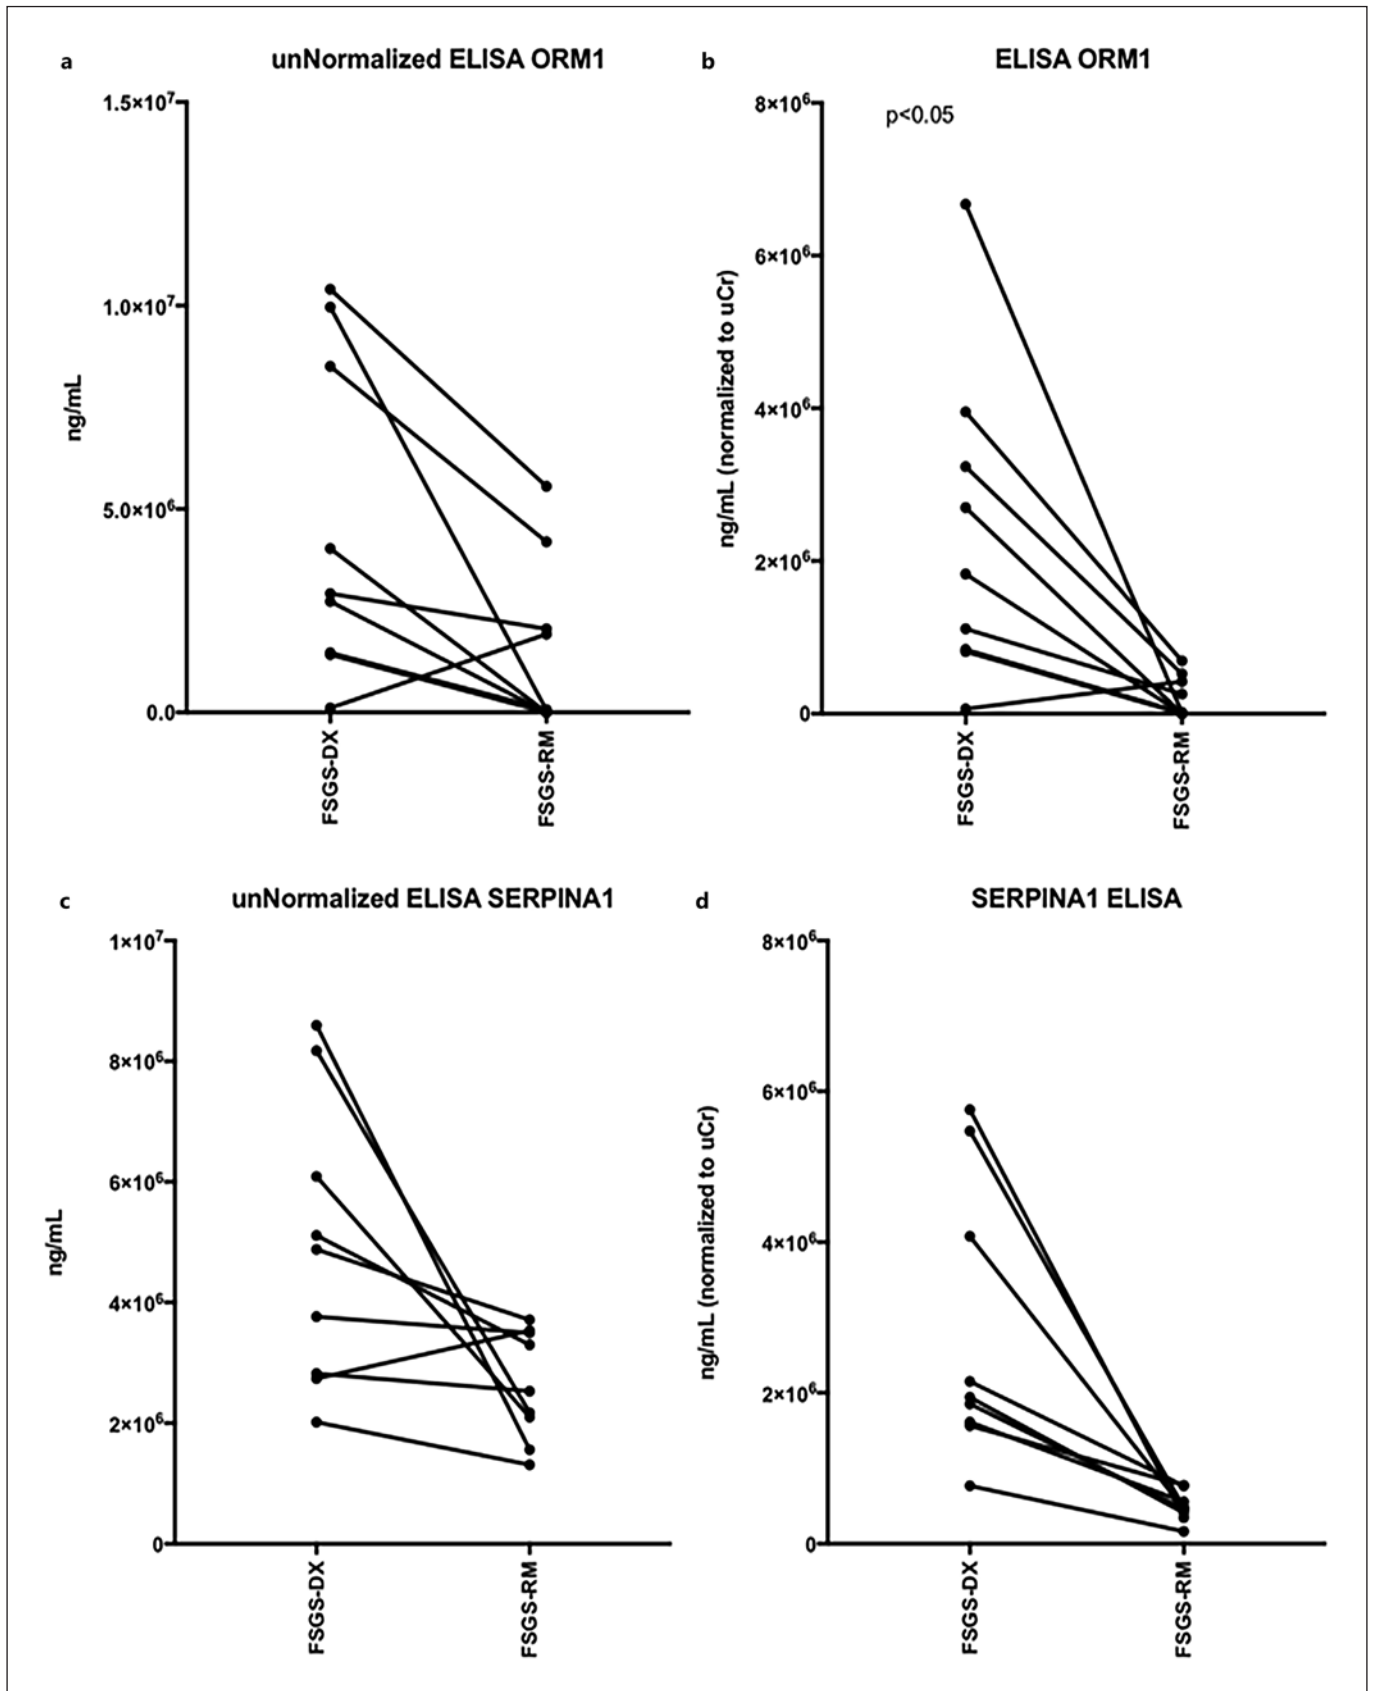 a
unNormalized ELISA ORM1
1.5×10⁷
1.0×10⁷
5.0×10⁶
0.0
ng/mL
FSGS-DX
FSGS-RM
b
ELISA ORM1
p<0.05
8×10⁶
6×10⁶
4×10⁶
2×10⁶
0
ng/mL (normalized to uCr)
FSGS-DX
FSGS-RM
c
unNormalized ELISA SERPINA1
1×10⁷
8×10⁶
6×10⁶
4×10⁶
2×10⁶
0
ng/mL
FSGS-DX
FSGS-RM
d
SERPINA1 ELISA
8×10⁶
6×10⁶
4×10⁶
2×10⁶
0
ng/mL (normalized to uCr)
FSGS-DX
FSGS-RM